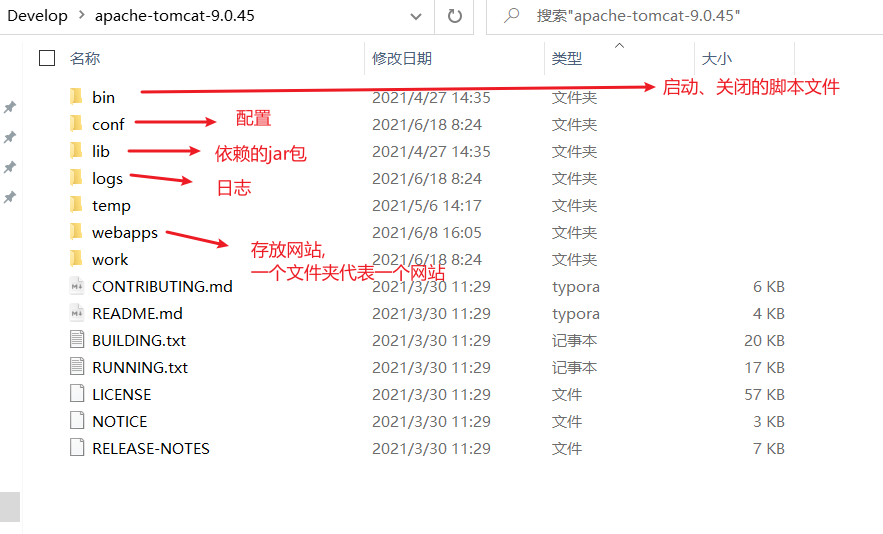 Develop > apache-tomcat-9.0.45 搜索"apache-tomcat-9.0.45"
名称 修改日期 类型 大小
bin 2021/4/27 14:35 文件夹 启动、关闭的脚本文件
conf 配置 2021/6/18 8:24 文件夹
lib 依赖的jar包 2021/4/27 14:35 文件夹
logs 日志 2021/6/18 8:24 文件夹
temp 2021/5/6 14:17 文件夹
webapps 2021/6/8 16:05 文件夹
存放网站,
work 2021/6/18 8:24 文件夹
一个文件夹代表一个网站
CONTRIBUTING.md 2021/3/30 11:29 typora 6 KB
README.md 2021/3/30 11:29 typora 4 KB
BUILDING.txt 2021/3/30 11:29 记事本 20 KB
RUNNING.txt 2021/3/30 11:29 记事本 17 KB
LICENSE 2021/3/30 11:29 文件 57 KB
NOTICE 2021/3/30 11:29 文件 3 KB
RELEASE-NOTES 2021/3/30 11:29 文件 7 KB